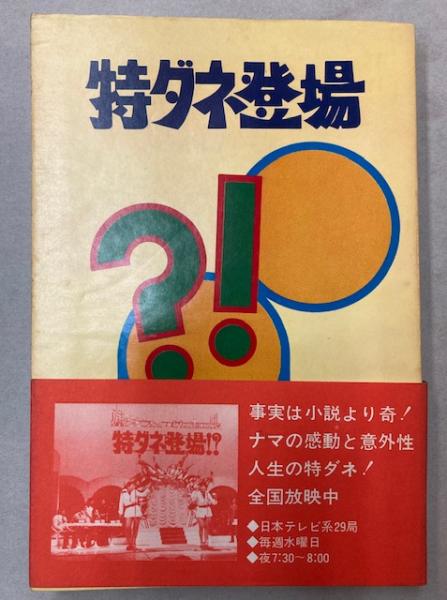 特ダネ登場
?!
特ダネ登場!?
事実は小説より奇!
ナマの感動と意外性
人生の特ダネ!
全国放映中
◆日本テレビ系29局
◆毎週水曜日
◆夜7:30〜8:00